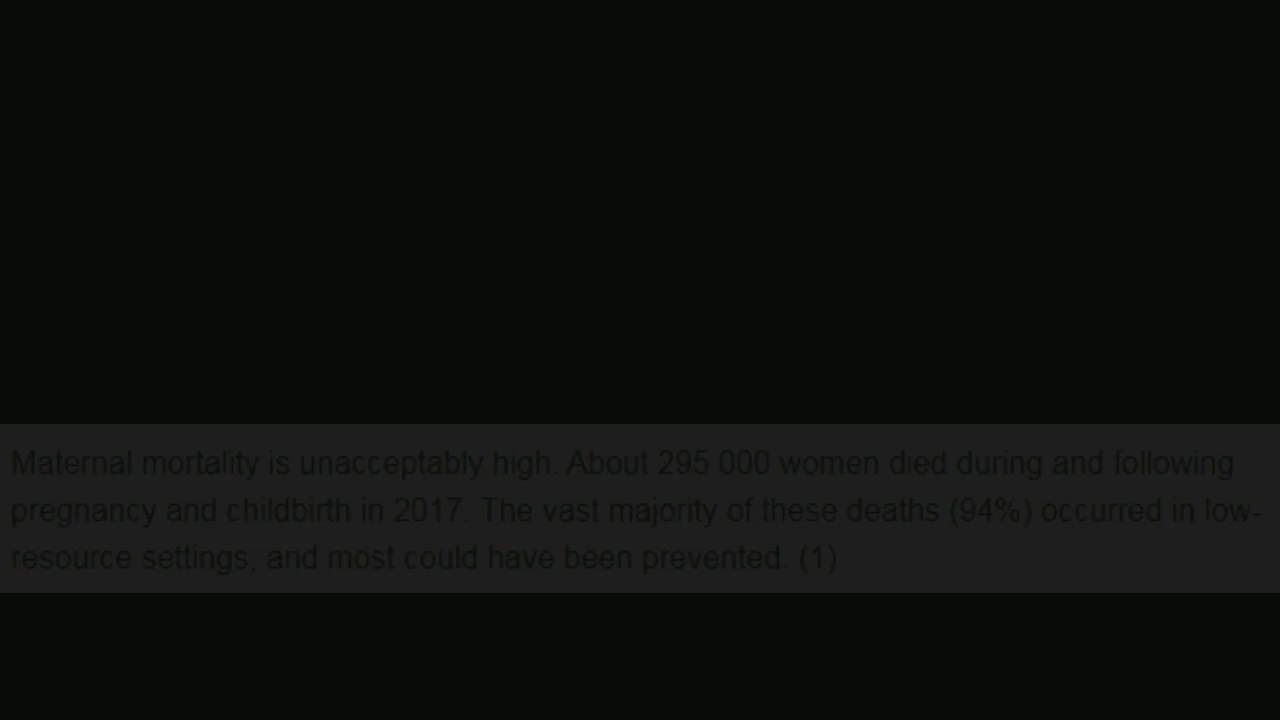 Maternal mortality is unacceptably high. About 295 000 women died during and following
pregnancy and childbirth in 2017. The vast majority of these deaths (94%) occurred in low-
resource settings, and most could have been prevented. (1)